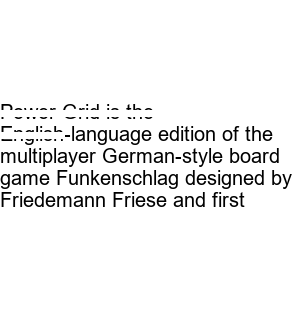 Power Grid is the
English-language edition of the
multiplayer German-style board
game Funkenschlag designed by
Friedemann Friese and first